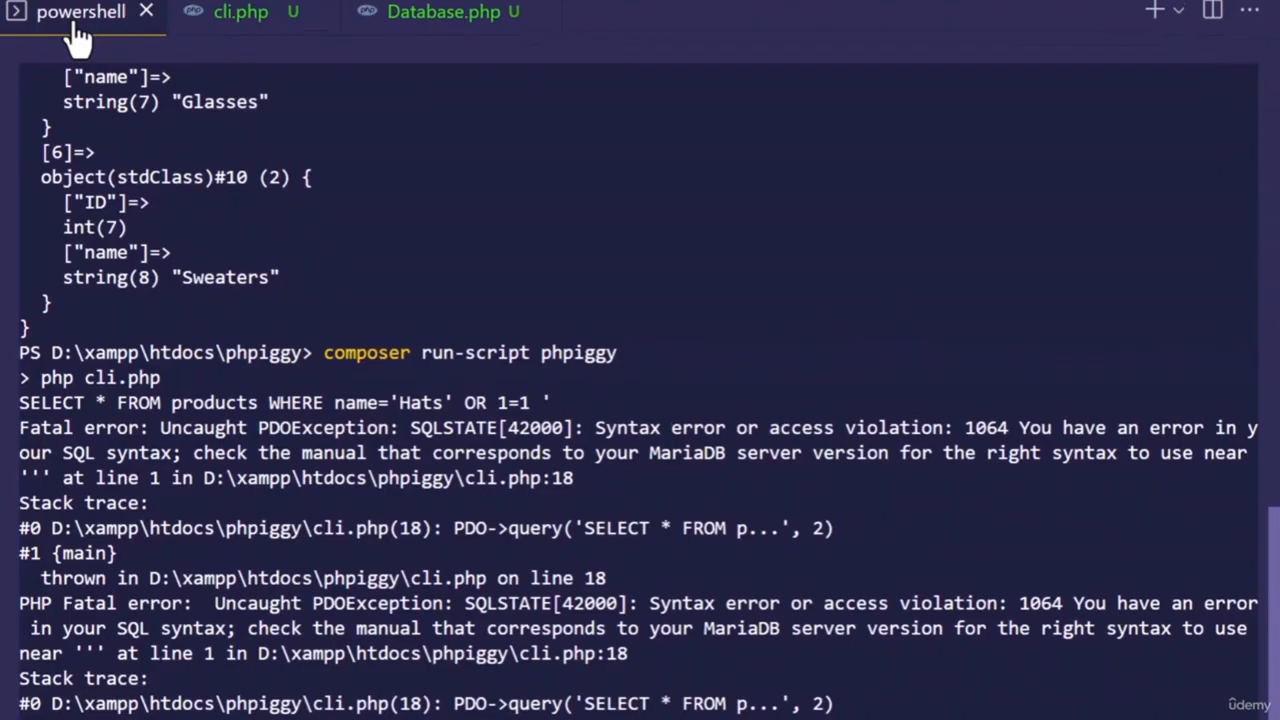 powershell
cli.php U
Database.php U
["name"]=>
string(7) "Glasses"
}
[6]=>
object(stdClass)#10 (2) {
["ID"]=>
int(7)
["name"]=>
string(8) "Sweaters"
}
}
PS D:\xampp\htdocs\phpiggy> composer run-script phpiggy
> php cli.php
SELECT * FROM products WHERE name='Hats' OR 1=1 '
Fatal error: Uncaught PDOException: SQLSTATE[42000]: Syntax error or access violation: 1064 You have an error in y
our SQL syntax; check the manual that corresponds to your MariaDB server version for the right syntax to use near
''' at line 1 in D:\xampp\htdocs\phpiggy\cli.php:18
Stack trace:
#0 D:\xampp\htdocs\phpiggy\cli.php(18): PDO->query('SELECT * FROM p...', 2)
#1 {main}
thrown in D:\xampp\htdocs\phpiggy\cli.php on line 18
PHP Fatal error:  Uncaught PDOException: SQLSTATE[42000]: Syntax error or access violation: 1064 You have an error
in your SQL syntax; check the manual that corresponds to your MariaDB server version for the right syntax to use
near ''' at line 1 in D:\xampp\htdocs\phpiggy\cli.php:18
Stack trace:
#0 D:\xampp\htdocs\phpiggy\cli.php(18): PDO->query('SELECT * FROM p...', 2)
ûdemy